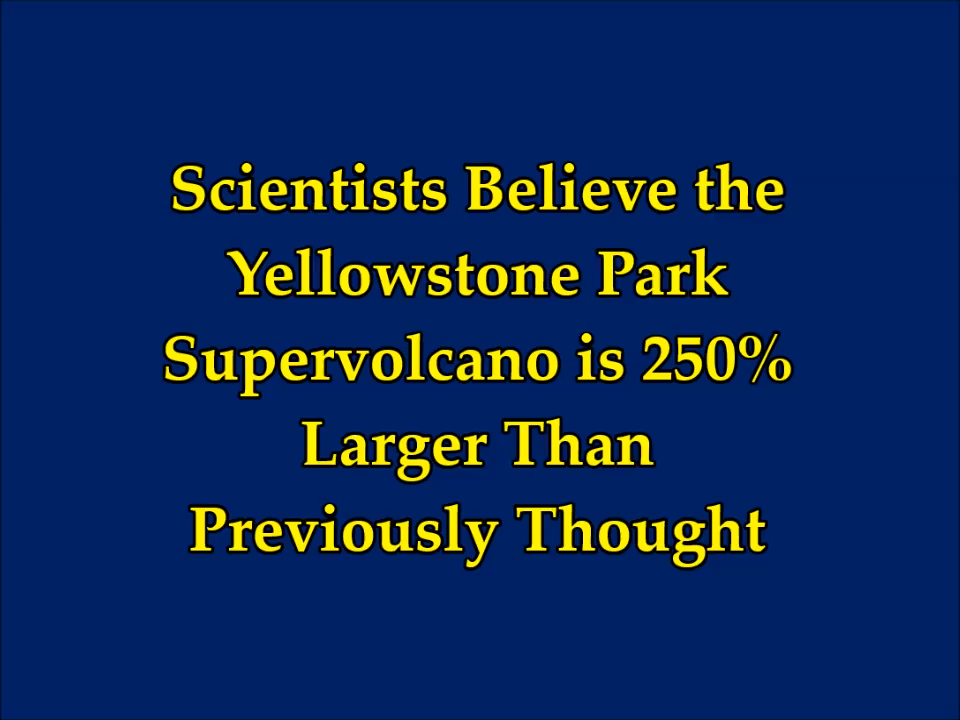 Scientists Believe the
Yellowstone Park
Supervolcano is 250%
Larger Than
Previously Thought